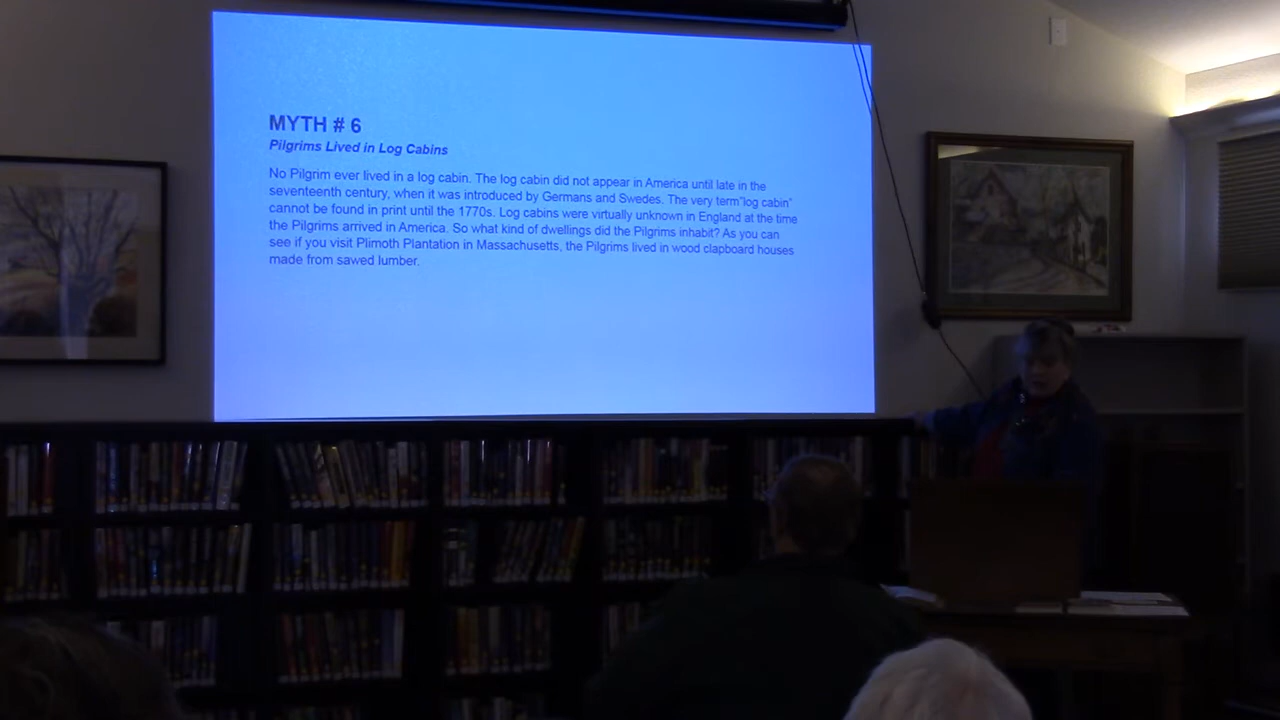 MYTH # 6
Pilgrims Lived in Log Cabins
No Pilgrim ever lived in a log cabin. The log cabin did not appear in America until late in the
seventeenth century, when it was introduced by Germans and Swedes. The very term"log cabin"
cannot be found in print until the 1770s. Log cabins were virtually unknown in England at the time
the Pilgrims arrived in America. So what kind of dwellings did the Pilgrims inhabit? As you can
see if you visit Plimoth Plantation in Massachusetts, the Pilgrims lived in wood clapboard houses
made from sawed lumber.